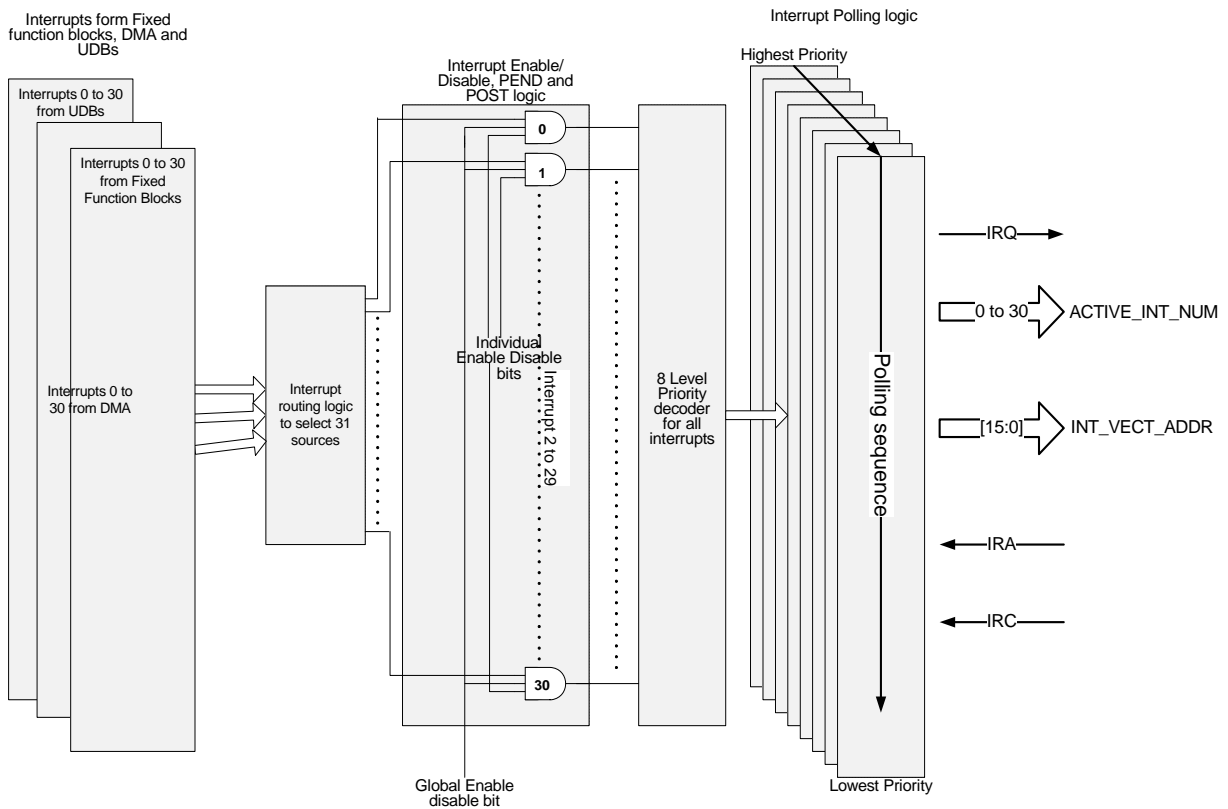 Interrupts form Fixed
function blocks, DMA and
UDBs
Interrupts 0 to 30
from UDBs
Interrupts 0 to 30
from Fixed
Function Blocks
Interrupts 0 to
30 from DMA
Interrupt
routing logic
to select 31
sources
Interrupt Enable/
Disable, PEND and
POST logic
0
1
Individual
Enable Disable
bits
Interrupt 2 to 29
30
Global Enable
disable bit
8 Level
Priority
decoder
for all
interrupts
Interrupt Polling logic
Highest Priority
Polling sequence
Lowest Priority
IRQ
0 to 30 ACTIVE_INT_NUM
[15:0] INT_VECT_ADDR
IRA
IRC